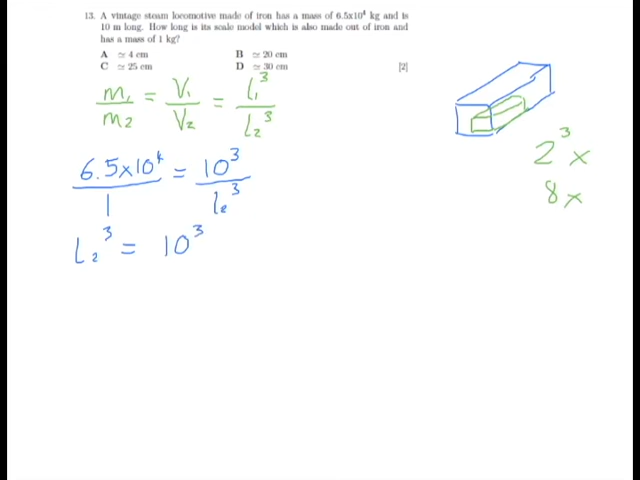 13. A vintage steam locomotive made of iron has a mass of 6.5x10⁴ kg and is
10 m long. How long is its scale model which is also made out of iron and
has a mass of 1 kg?
A ≃ 4 cm B ≃ 20 cm
C ≃ 25 cm D ≃ 30 cm [2]
m₁/m₂ = V₁/V₂ = L₁³/L₂³
2³ x
8 x
6.5×10⁴/1 = 10³/L₂³
L₂³ = 10³